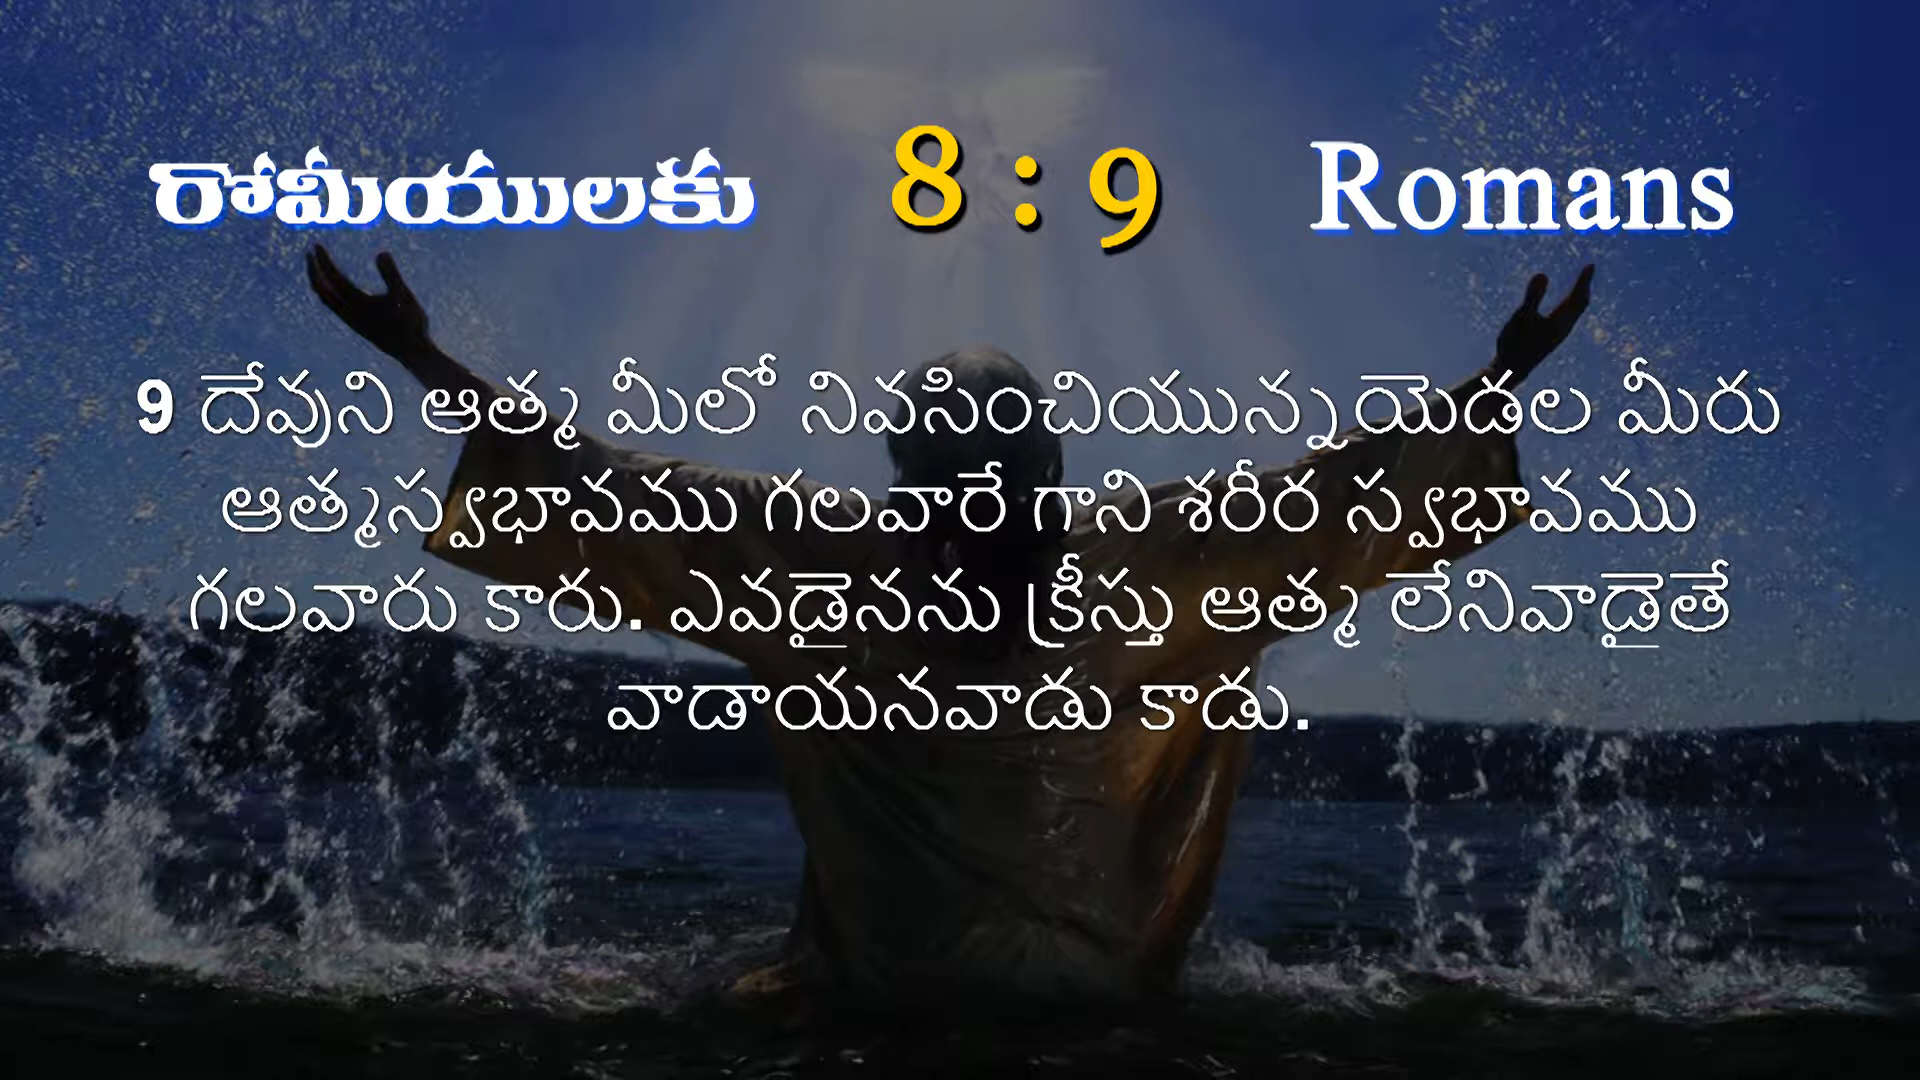 రోమీయులకు 8 : 9 Romans
9 దేవుని ఆత్మ మీలో నివసించియున్నయెడల మీరు
ఆత్మస్వభావము గలవారే గాని శరీర స్వభావము
గలవారు కారు. ఎవడైనను క్రీస్తు ఆత్మ లేనివాడైతే
వాడాయనవాడు కాడు.